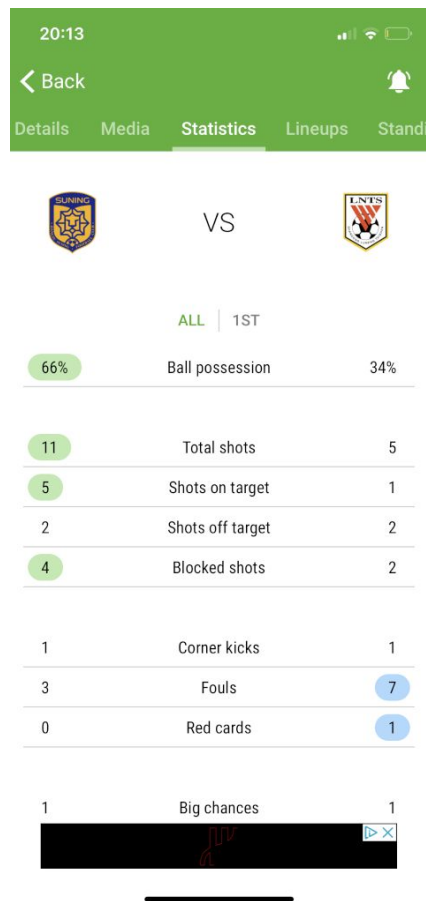 20:13
Back
Details Media Statistics Lineups Standi
SUNING VS LNTS
ALL 1ST
66% Ball possession 34%
11 Total shots 5
5 Shots on target 1
2 Shots off target 2
4 Blocked shots 2
1 Corner kicks 1
3 Fouls 7
0 Red cards 1
1 Big chances 1